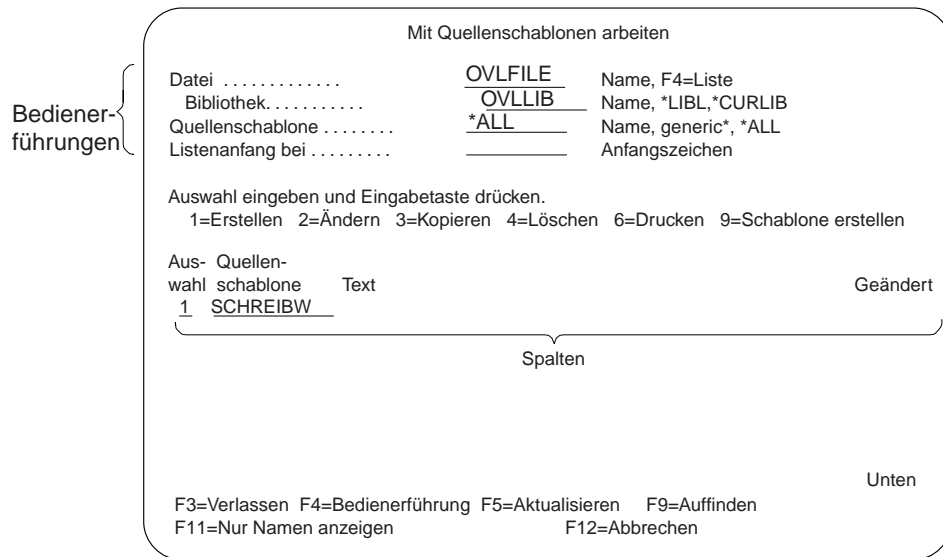 Mit Quellenschablonen arbeiten
Datei . . . . . . . . . . . . . OVLFILE Name, F4=Liste
Bibliothek. . . . . . . . . . . OVLLIB Name, *LIBL,*CURLIB
Quellenschablone . . . . . . . . *ALL Name, generic*, *ALL
Listenanfang bei . . . . . . . . . Anfangszeichen
Bediener-
führungen
Auswahl eingeben und Eingabetaste drücken.
1=Erstellen 2=Ändern 3=Kopieren 4=Löschen 6=Drucken 9=Schablone erstellen
Aus- Quellen-
wahl schablone Text Geändert
1 SCHREIBW
Spalten
Unten
F3=Verlassen F4=Bedienerführung F5=Aktualisieren F9=Auffinden
F11=Nur Namen anzeigen F12=Abbrechen